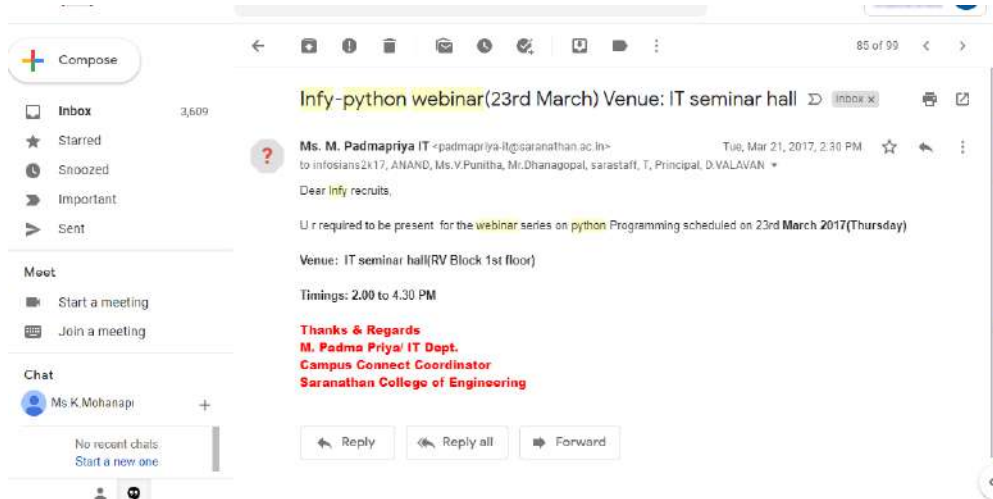 Compose
85 of 99
Inbox 3,609
Starred
Snoozed
Important
Sent
Meet
Start a meeting
Join a meeting
Chat
Ms.K.Mohanapr
+
No recent chats
Start a new one
Infy-python webinar(23rd March) Venue: IT seminar hall Inbox x
Ms. M. Padmapriya IT <padmapriya-it@saranathan.ac.in> Tue, Mar 21, 2017, 2:30 PM
to infosians2k17, ANAND, Ms.V.Punitha, Mr.Dhanagopal, sarastaff, T, Principal, D.VALAVAN
Dear Infy recruits,
U r required to be present for the webinar series on python Programming scheduled on 23rd March 2017(Thursday)
Venue: IT seminar hall(RV Block 1st floor)
Timings: 2.00 to 4.30 PM
Thanks & Regards
M. Padma Priya/ IT Dept.
Campus Connect Coordinator
Saranathan College of Engineering
Reply Reply all Forward